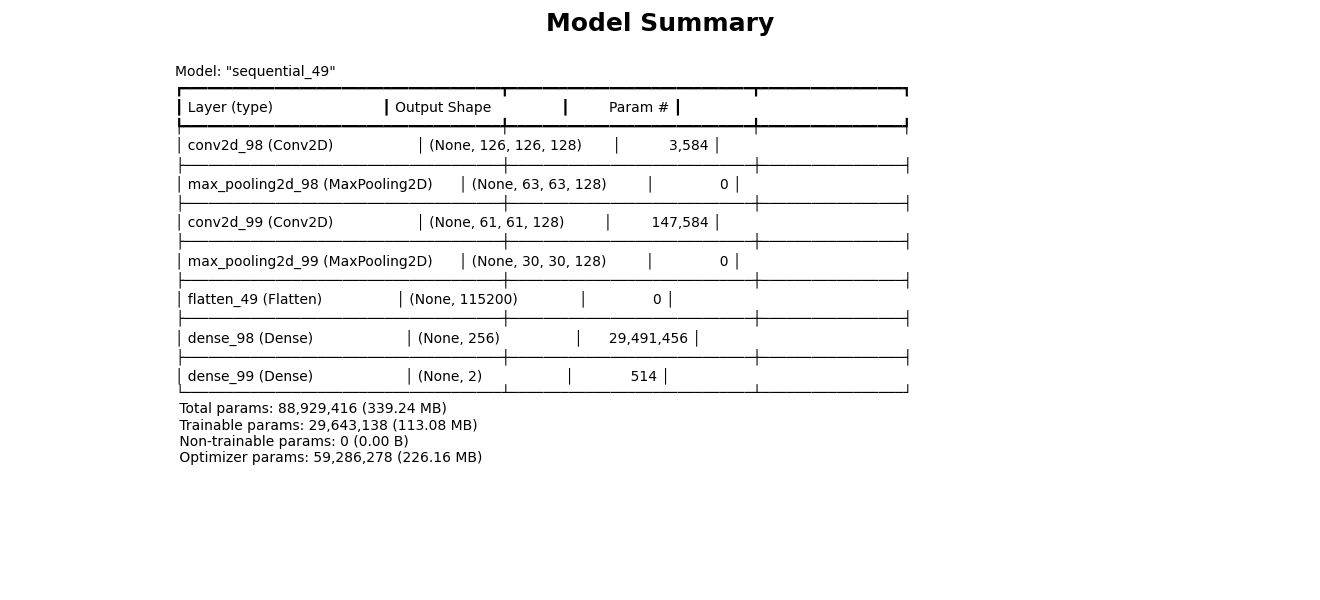 Model Summary
Model: "sequential_49"
┏━━━━━━━━━━━━━━━━━━━━━━━━━━━━━━━━━┳━━━━━━━━━━━━━━━━━━━━━━━━┳━━━━━━━━━━━━━━━┓
┃ Layer (type) ┃ Output Shape ┃ Param # ┃
┡━━━━━━━━━━━━━━━━━━━━━━━━━━━━━━━━━╇━━━━━━━━━━━━━━━━━━━━━━━━╇━━━━━━━━━━━━━━━┩
│ conv2d_98 (Conv2D) │ (None, 126, 126, 128) │ 3,584 │
├─────────────────────────────────┼────────────────────────┼───────────────┤
│ max_pooling2d_98 (MaxPooling2D) │ (None, 63, 63, 128) │ 0 │
├─────────────────────────────────┼────────────────────────┼───────────────┤
│ conv2d_99 (Conv2D) │ (None, 61, 61, 128) │ 147,584 │
├─────────────────────────────────┼────────────────────────┼───────────────┤
│ max_pooling2d_99 (MaxPooling2D) │ (None, 30, 30, 128) │ 0 │
├─────────────────────────────────┼────────────────────────┼───────────────┤
│ flatten_49 (Flatten) │ (None, 115200) │ 0 │
├─────────────────────────────────┼────────────────────────┼───────────────┤
│ dense_98 (Dense) │ (None, 256) │ 29,491,456 │
├─────────────────────────────────┼────────────────────────┼───────────────┤
│ dense_99 (Dense) │ (None, 2) │ 514 │
└─────────────────────────────────┴────────────────────────┴───────────────┘
Total params: 88,929,416 (339.24 MB)
Trainable params: 29,643,138 (113.08 MB)
Non-trainable params: 0 (0.00 B)
Optimizer params: 59,286,278 (226.16 MB)